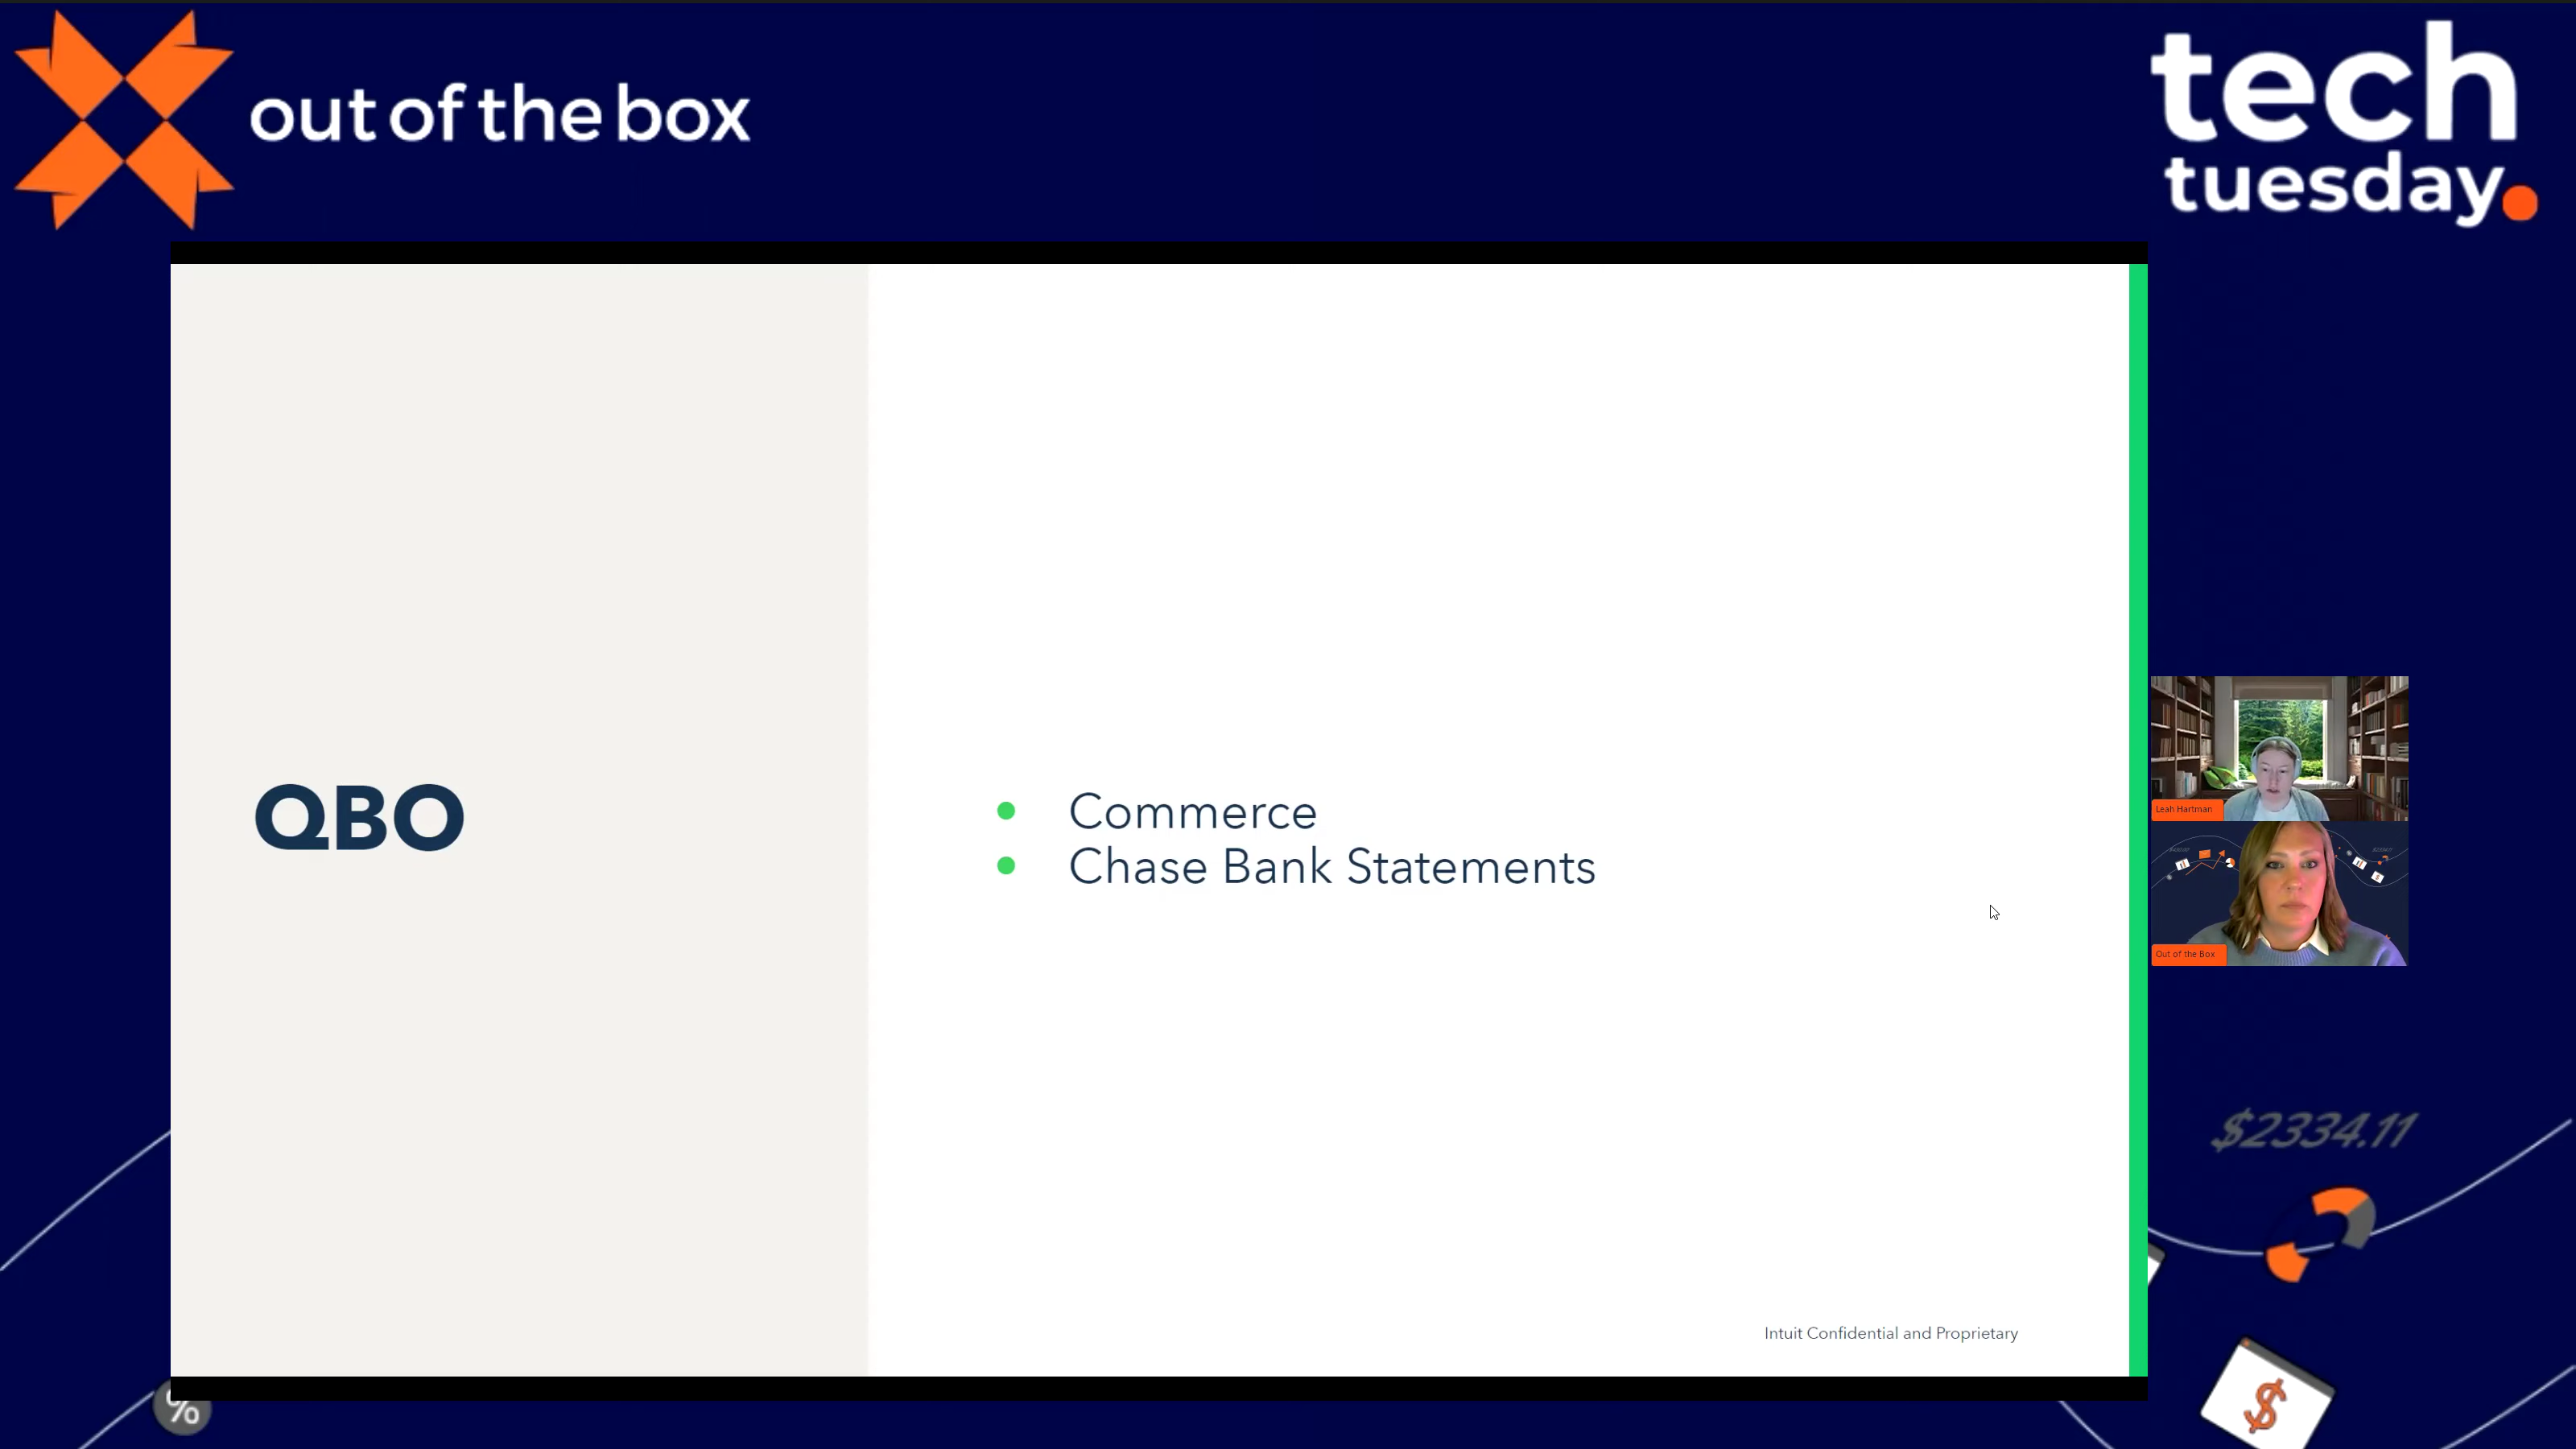 out of the box
tech
tuesday.
QBO
Commerce
Chase Bank Statements
Leah Hartman
Out of the Box
$2334.11
Intuit Confidential and Proprietary
%
$